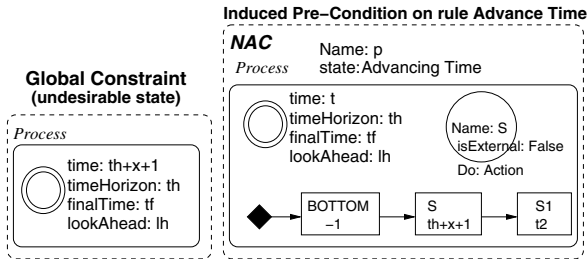 Induced Pre-Condition on rule Advance Time
NAC
Name: p
Process
state:Advancing Time
Global Constraint
(undesirable state)
Process
time: th+x+1
timeHorizon: th
finalTime: tf
lookAhead: lh
time: t
timeHorizon: th
finalTime: tf
lookAhead: lh
Name: S
isExternal: False
Do: Action
BOTTOM
−1
S
th+x+1
S1
t2